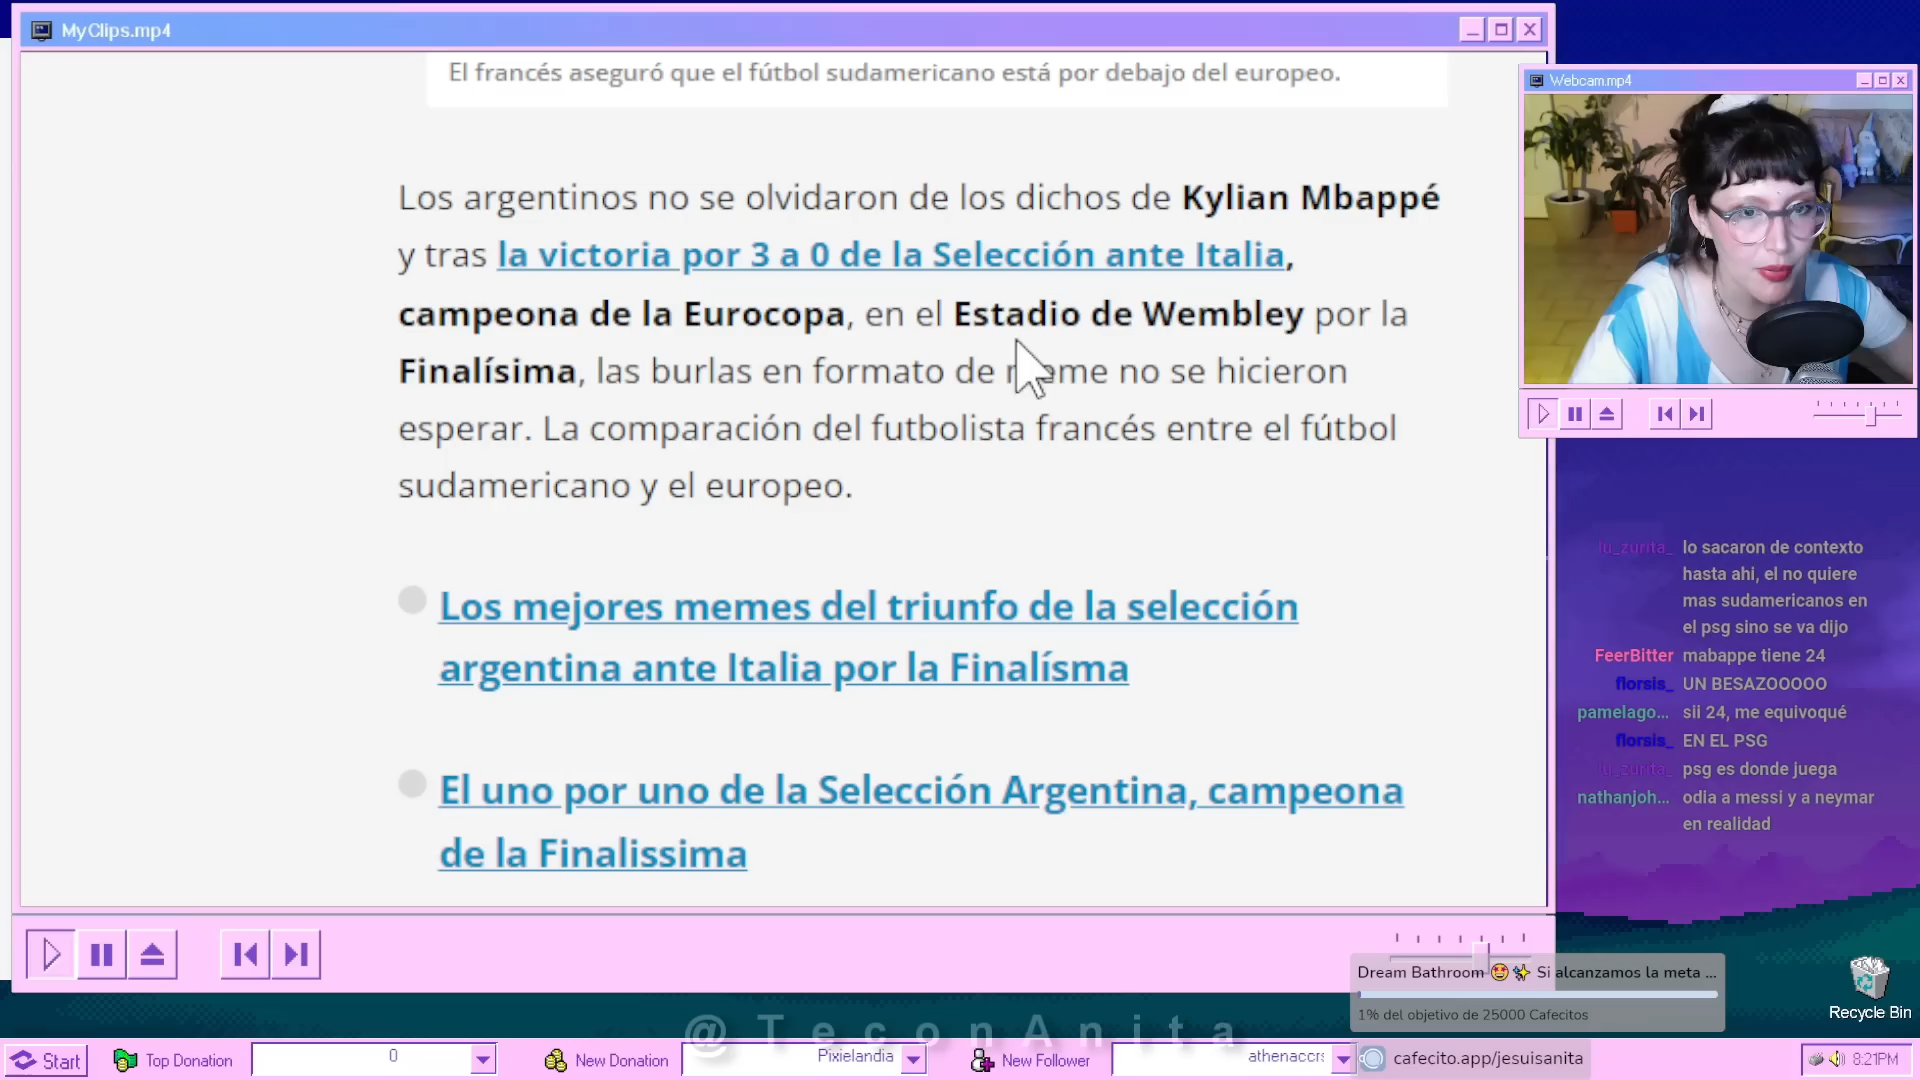 MyClips.mp4
El francés aseguró que el fútbol sudamericano está por debajo del europeo.
Los argentinos no se olvidaron de los dichos de Kylian Mbappé
y tras la victoria por 3 a 0 de la Selección ante Italia,
campeona de la Eurocopa, en el Estadio de Wembley por la
Finalísima, las burlas en formato de meme no se hicieron
esperar. La comparación del futbolista francés entre el fútbol
sudamericano y el europeo.
Los mejores memes del triunfo de la selección
argentina ante Italia por la Finalísma
El uno por uno de la Selección Argentina, campeona
de la Finalissima
Webcam.mp4
lu_zurita_ lo sacaron de contexto
hasta ahi, el no quiere
mas sudamericanos en
el psg sino se va dijo
FeerBitter mabappe tiene 24
florsis_ UN BESAZOOOOO
pamelago... sii 24, me equivoqué
florsis_ EN EL PSG
lu_zurita_ psg es donde juega
nathanjoh... odia a messi y a neymar
en realidad
Dream Bathroom 🤩✨ Si alcanzamos la meta ...
1% del objetivo de 25000 Cafecitos
Recycle Bin
@TeconAnita
Start
Top Donation
0
New Donation
Pixielandia
New Follower
athenaccrs
cafecito.app/jesuisanita
8:21PM